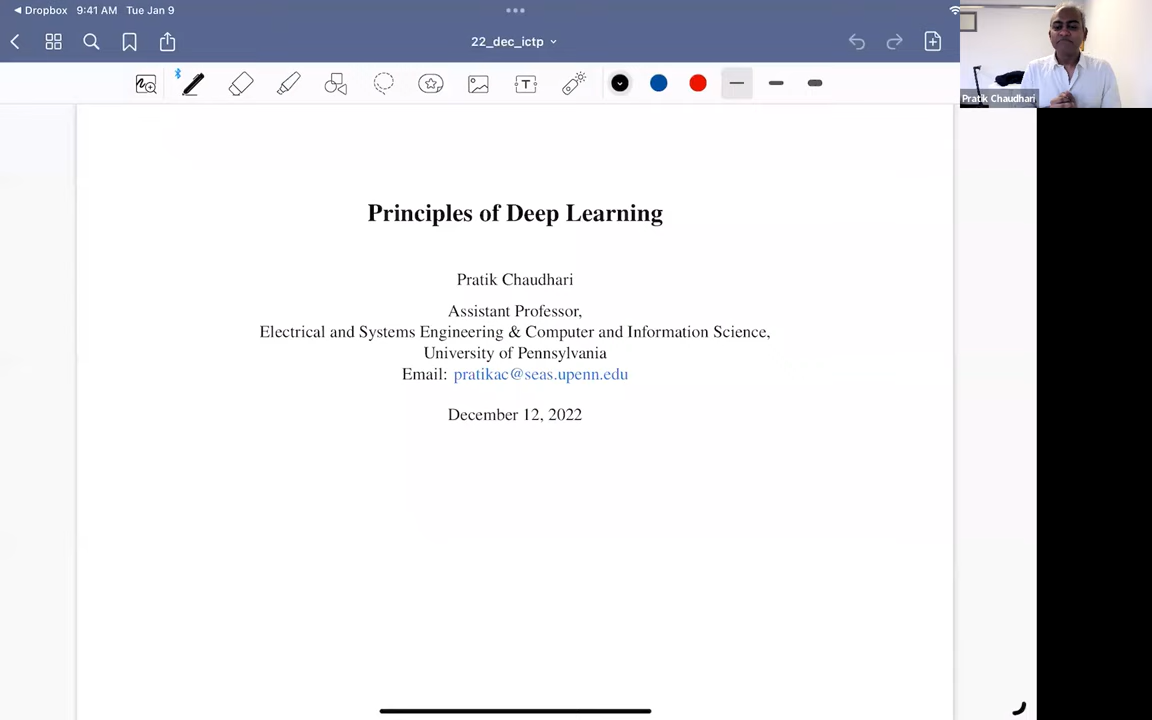 Dropbox 9:41 AM Tue Jan 9
22_dec_ictp
T
Pratik Chaudhari
Principles of Deep Learning
Pratik Chaudhari
Assistant Professor,
Electrical and Systems Engineering & Computer and Information Science,
University of Pennsylvania
Email: pratikac@seas.upenn.edu
December 12, 2022